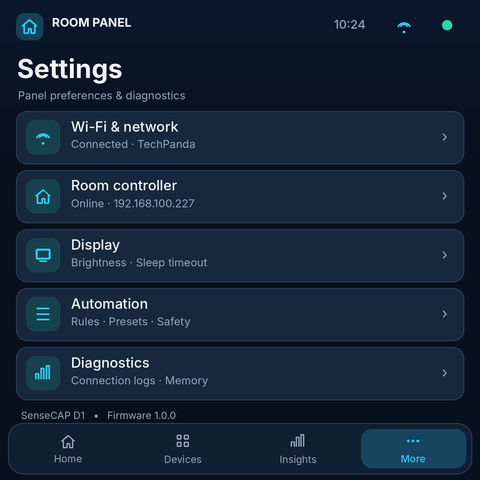 ROOM PANEL
10:24
Settings
Panel preferences & diagnostics
Wi-Fi & network
Connected · TechPanda
Room controller
Online · 192.168.100.227
Display
Brightness · Sleep timeout
Automation
Rules · Presets · Safety
Diagnostics
Connection logs · Memory
SenseCAP D1 • Firmware 1.0.0
Home
Devices
Insights
More